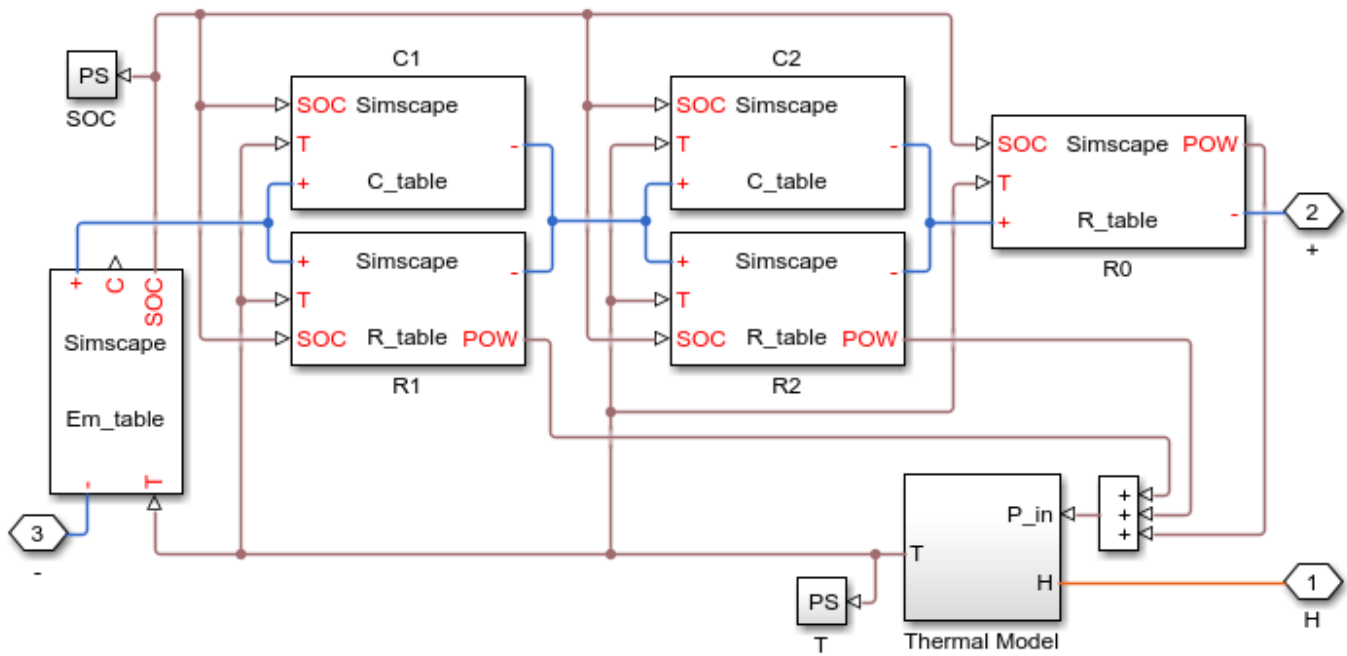 C1
C2
PS
SOC
SOC Simscape
T
-
+
C_table
SOC Simscape
T
-
+
C_table
SOC Simscape POW
T
R_table
+
-
R0
2
+
+ Simscape
-
T
SOC R_table POW
R1
+ Simscape
-
T
SOC R_table POW
R2
+ C SOC
Simscape
Em_table
- T
3
-
P_in
T
H
Thermal Model
+
+
+
PS
T
1
H